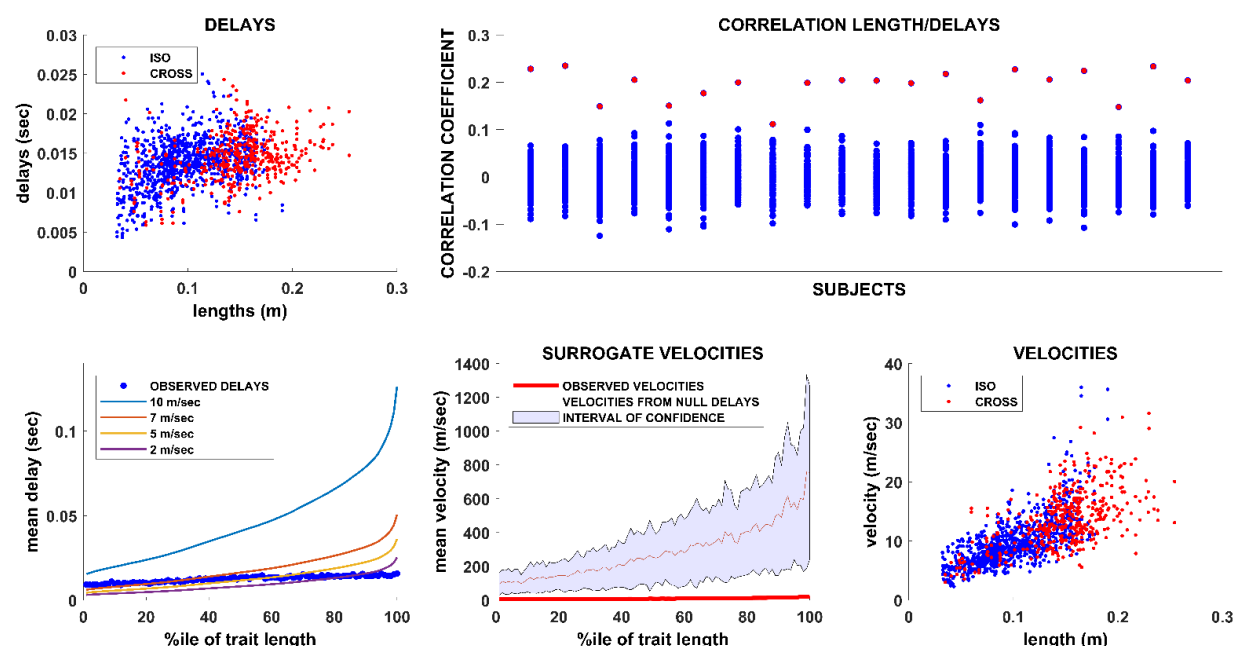 DELAYS
0.03
0.025
0.02
0.015
0.01
0.005
0
delays (sec)
ISO
CROSS
0
0.1
0.2
0.3
lengths (m)
CORRELATION LENGTH/DELAYS
0.3
0.2
0.1
0
-0.1
-0.2
CORRELATION COEFFICIENT
SUBJECTS
0.1
0.05
0
mean delay (sec)
OBSERVED DELAYS
10 m/sec
7 m/sec
5 m/sec
2 m/sec
0
20
40
60
80
100
%ile of trait length
SURROGATE VELOCITIES
1400
1200
1000
800
600
400
200
0
mean velocity (m/sec)
OBSERVED VELOCITIES
VELOCITIES FROM NULL DELAYS
INTERVAL OF CONFIDENCE
20
40
60
80
100
%ile of trait length
VELOCITIES
40
30
20
10
0
velocity (m/sec)
ISO
CROSS
0
0.1
0.2
0.3
length (m)